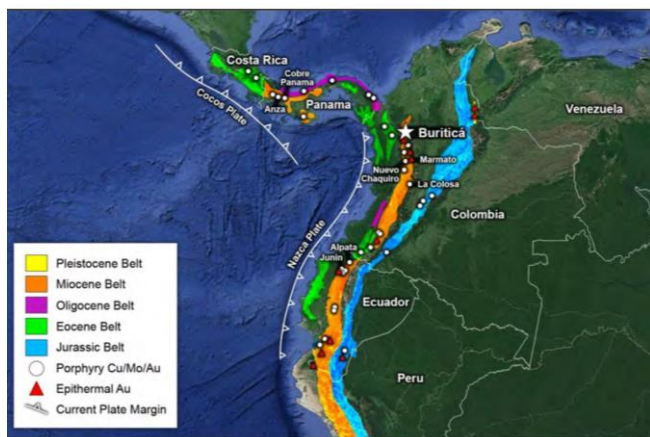 Costa Rica
Cobre
Panama
Panama
Anza
Cocos Plate
Venezuela
Buriticá
Marmato
Nuevo
Chaquiro
La Colosa
Colombia
Nazca Plate
Alpata
Junin
Ecuador
Peru
Pleistocene Belt
Miocene Belt
Oligocene Belt
Eocene Belt
Jurassic Belt
Porphyry Cu/Mo/Au
Epithermal Au
Current Plate Margin